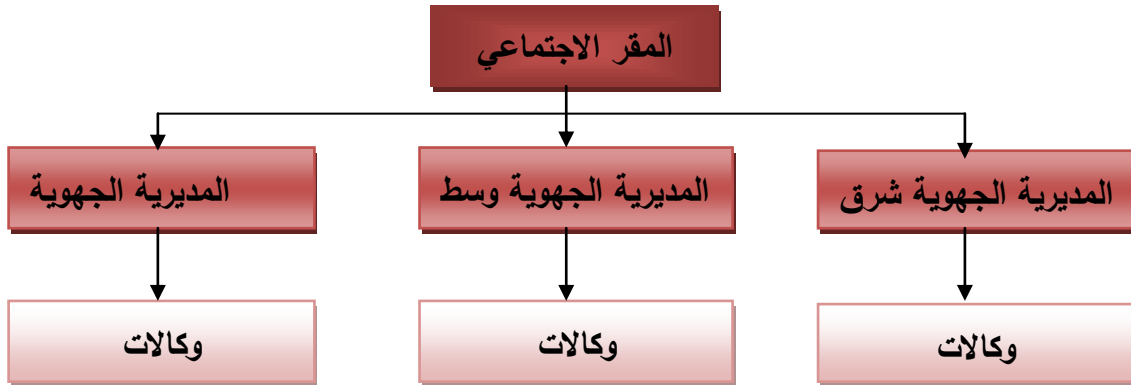 المقر الاجتماعي
المديرية الجهوية شرق
المديرية الجهوية وسط
المديرية الجهوية
وكالات
وكالات
وكالات